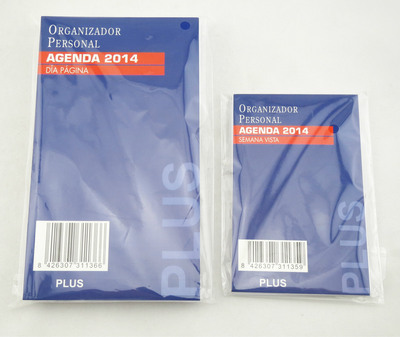 ORGANIZADOR
PERSONAL
AGENDA 2014
DÍA PÁGINA
PLUS
8 426307 311366
PLUS
ORGANIZADOR
PERSONAL
AGENDA 2014
SEMANA VISTA
PLUS
8 426307 311359
PLUS